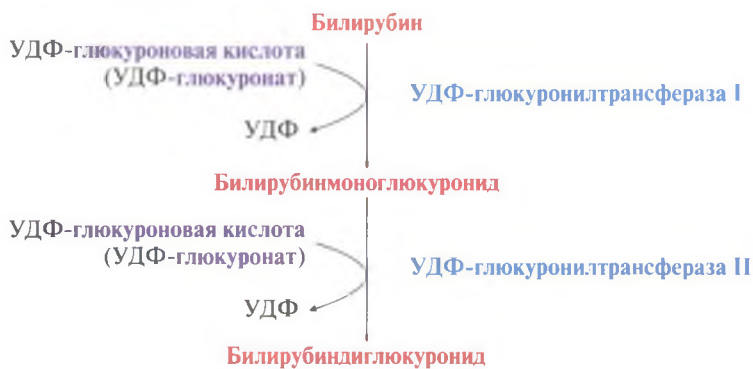 Билирубин
УДФ-глюкуроновая кислота
(УДФ-глюкуронат)
УДФ-глюкуронилтрансфераза I
УДФ
Билирубинмоноглюкуронид
УДФ-глюкуроновая кислота
(УДФ-глюкуронат)
УДФ-глюкуронилтрансфераза II
УДФ
Билирубиндиглюкуронид